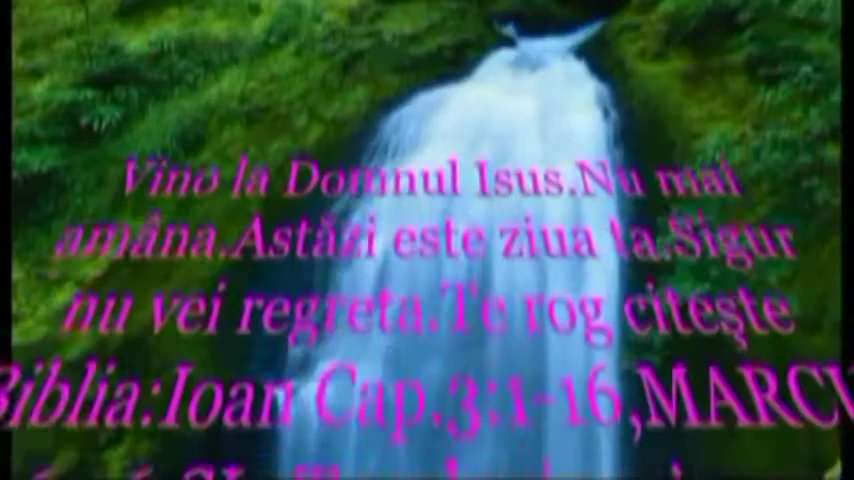 Vino la Domnul Isus.Nu mai
amâna.Astăzi este ziua ta.Sigur
nu vei regreta.Te rog citeşte
Biblia:Ioan Cap.3:1-16,MARCU